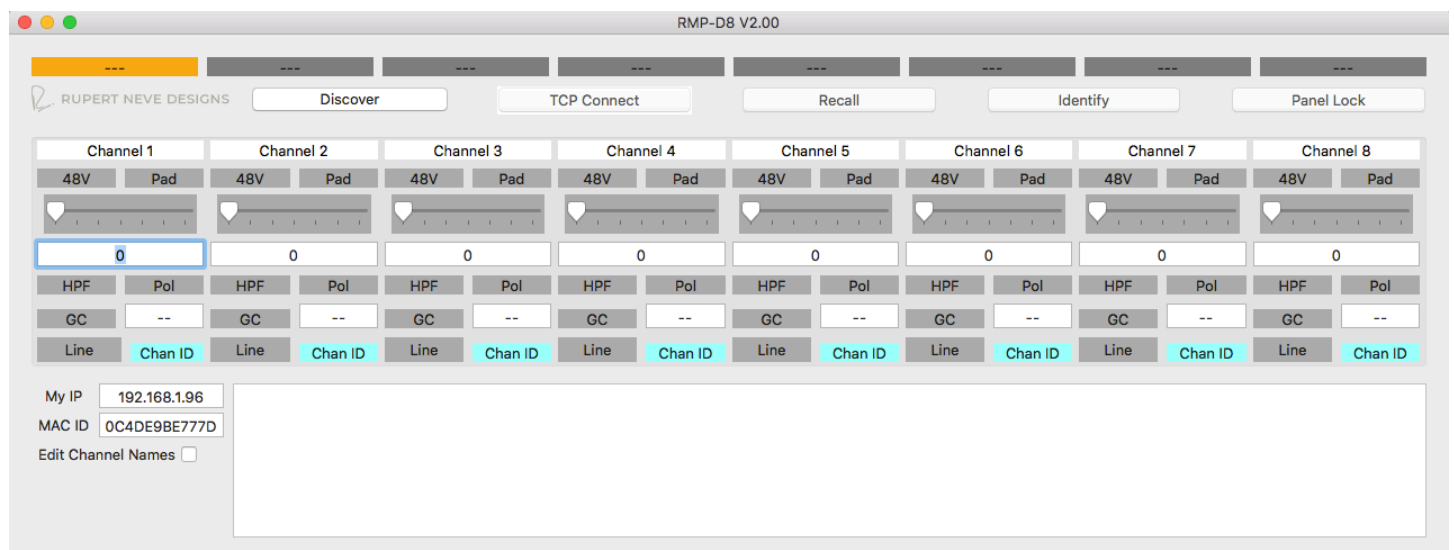 RMP-D8 V2.00
--- --- --- --- --- --- --- ---
RUPERT NEVE DESIGNS Discover TCP Connect Recall Identify Panel Lock
Channel 1 Channel 2 Channel 3 Channel 4 Channel 5 Channel 6 Channel 7 Channel 8
48V Pad 48V Pad 48V Pad 48V Pad 48V Pad 48V Pad 48V Pad 48V Pad
0 0 0 0 0 0 0 0
HPF Pol HPF Pol HPF Pol HPF Pol HPF Pol HPF Pol HPF Pol HPF Pol
GC -- GC -- GC -- GC -- GC -- GC -- GC -- GC --
Line Chan ID Line Chan ID Line Chan ID Line Chan ID Line Chan ID Line Chan ID Line Chan ID Line Chan ID
My IP 192.168.1.96
MAC ID 0C4DE9BE777D
Edit Channel Names